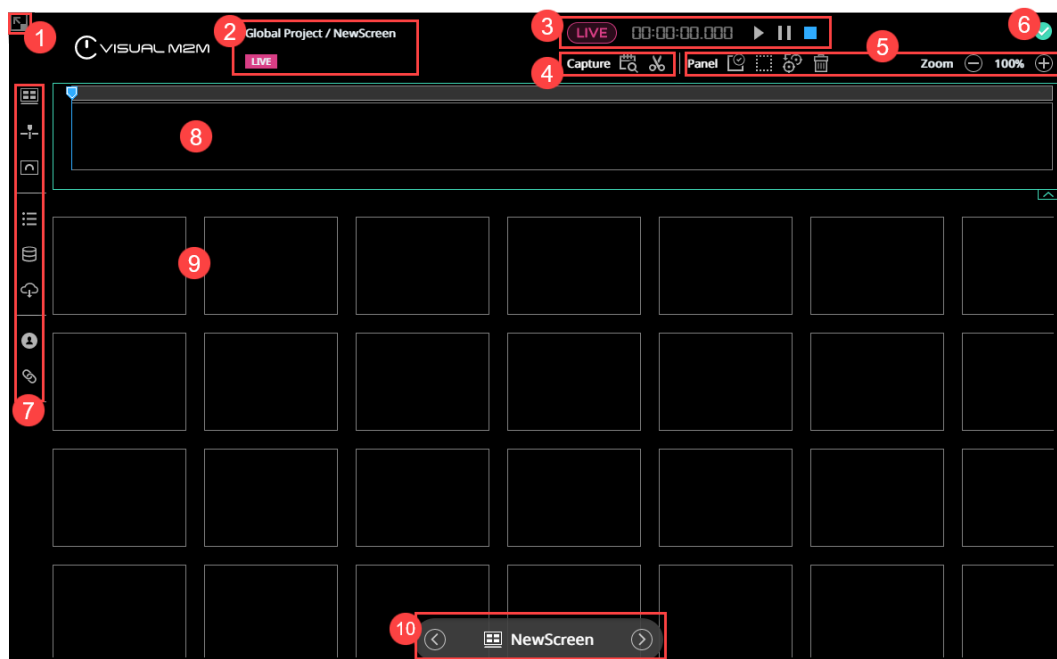 1
VISUAL M2M
2
Global Project / NewScreen
LIVE
3
LIVE 00:00:00.000
4
Capture
5
Panel
Zoom 100%
6
7
8
9
10
NewScreen